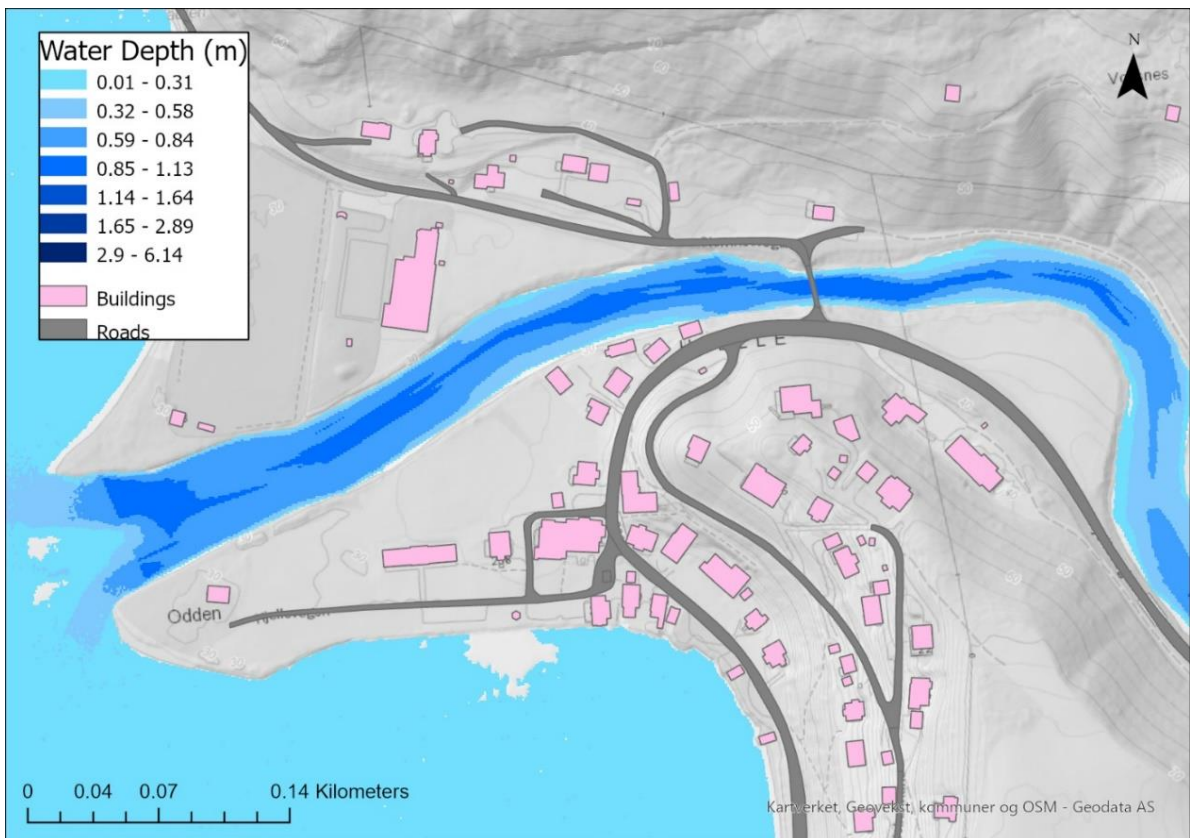 Water Depth (m)
0.01 - 0.31
0.32 - 0.58
0.59 - 0.84
0.85 - 1.13
1.14 - 1.64
1.65 - 2.89
2.9 - 6.14
Buildings
Roads
N
Odden
0 0.04 0.07 0.14 Kilometers
Kartverket, Geovekst, kommuner og OSM - Geodata AS